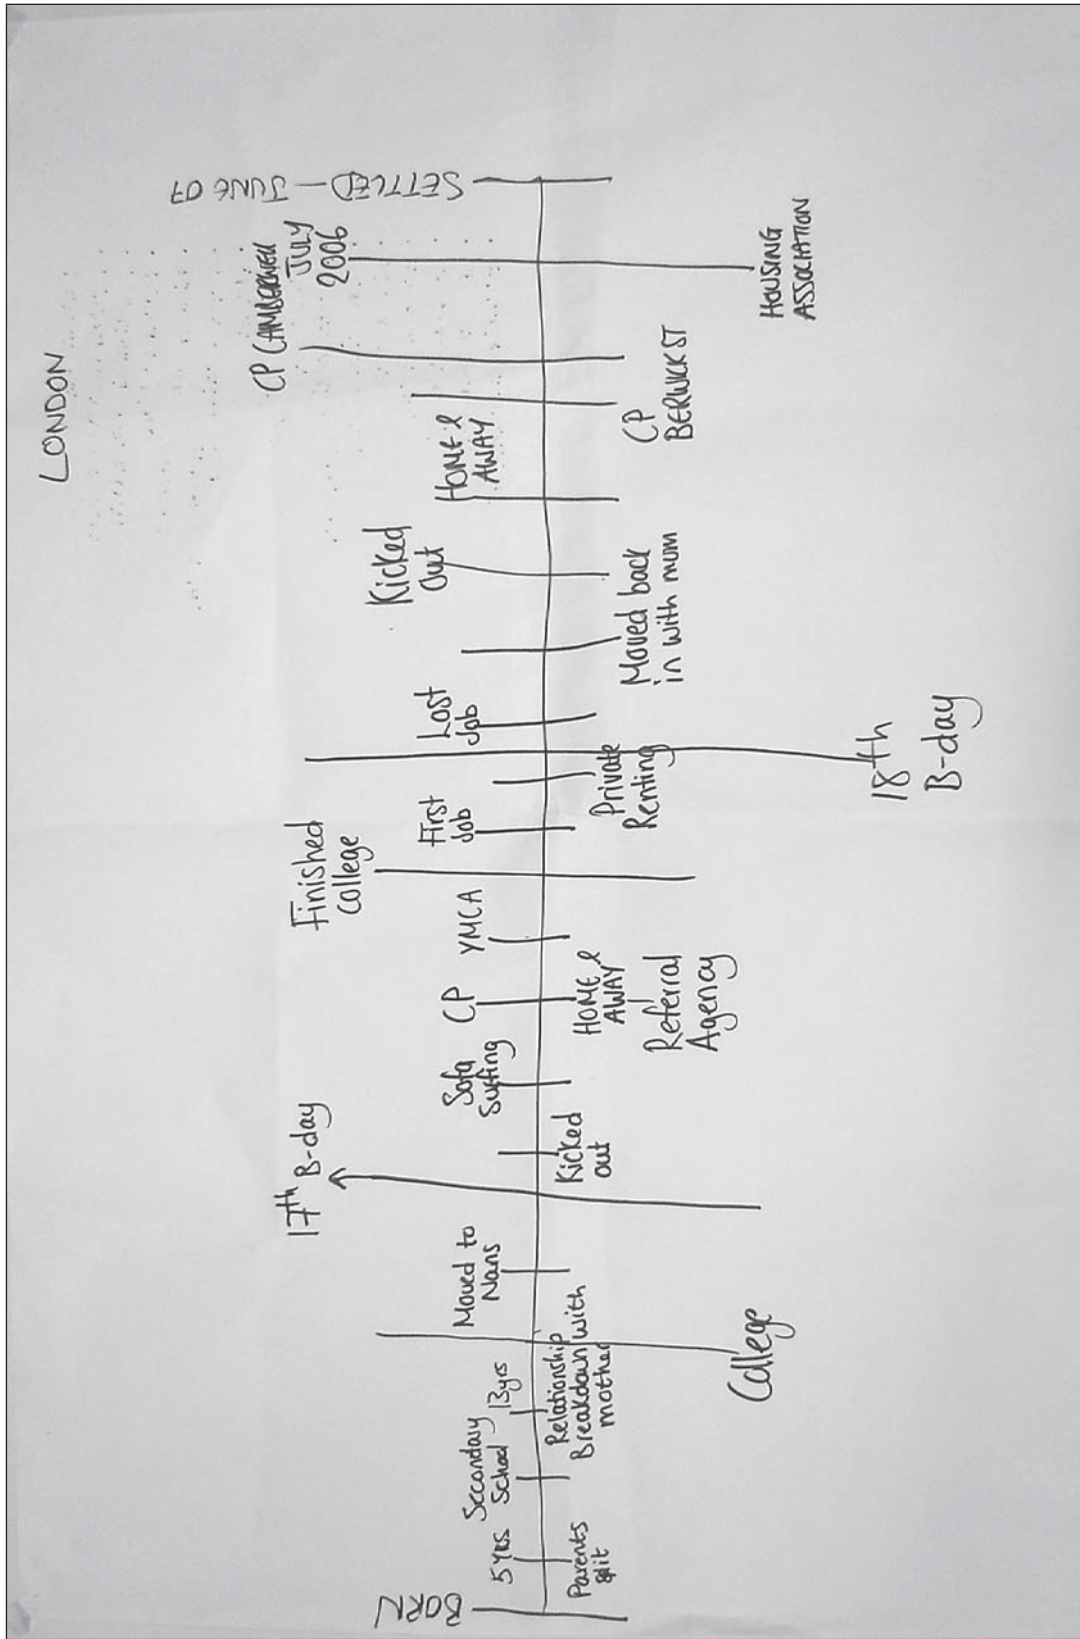 LONDON
BORN
5 YRS
Parents
split
Secondary
School
13yrs
Relationship
Breakdown with
mother
College
Moved to
Nans
17th B-day
Kicked
out
Sofa
Surfing
CP
HOME &
AWAY
Referral
Agency
YMCA
Finished
College
First
Job
Private
Renting
18th
B-day
Lost
Job
Moved back
in with mum
Kicked
Out
HOME &
AWAY
CP
BERWICK ST
CP CAMBERWELL
JULY
2006
HOUSING
ASSOCIATION
SETTLED - JUNE 07